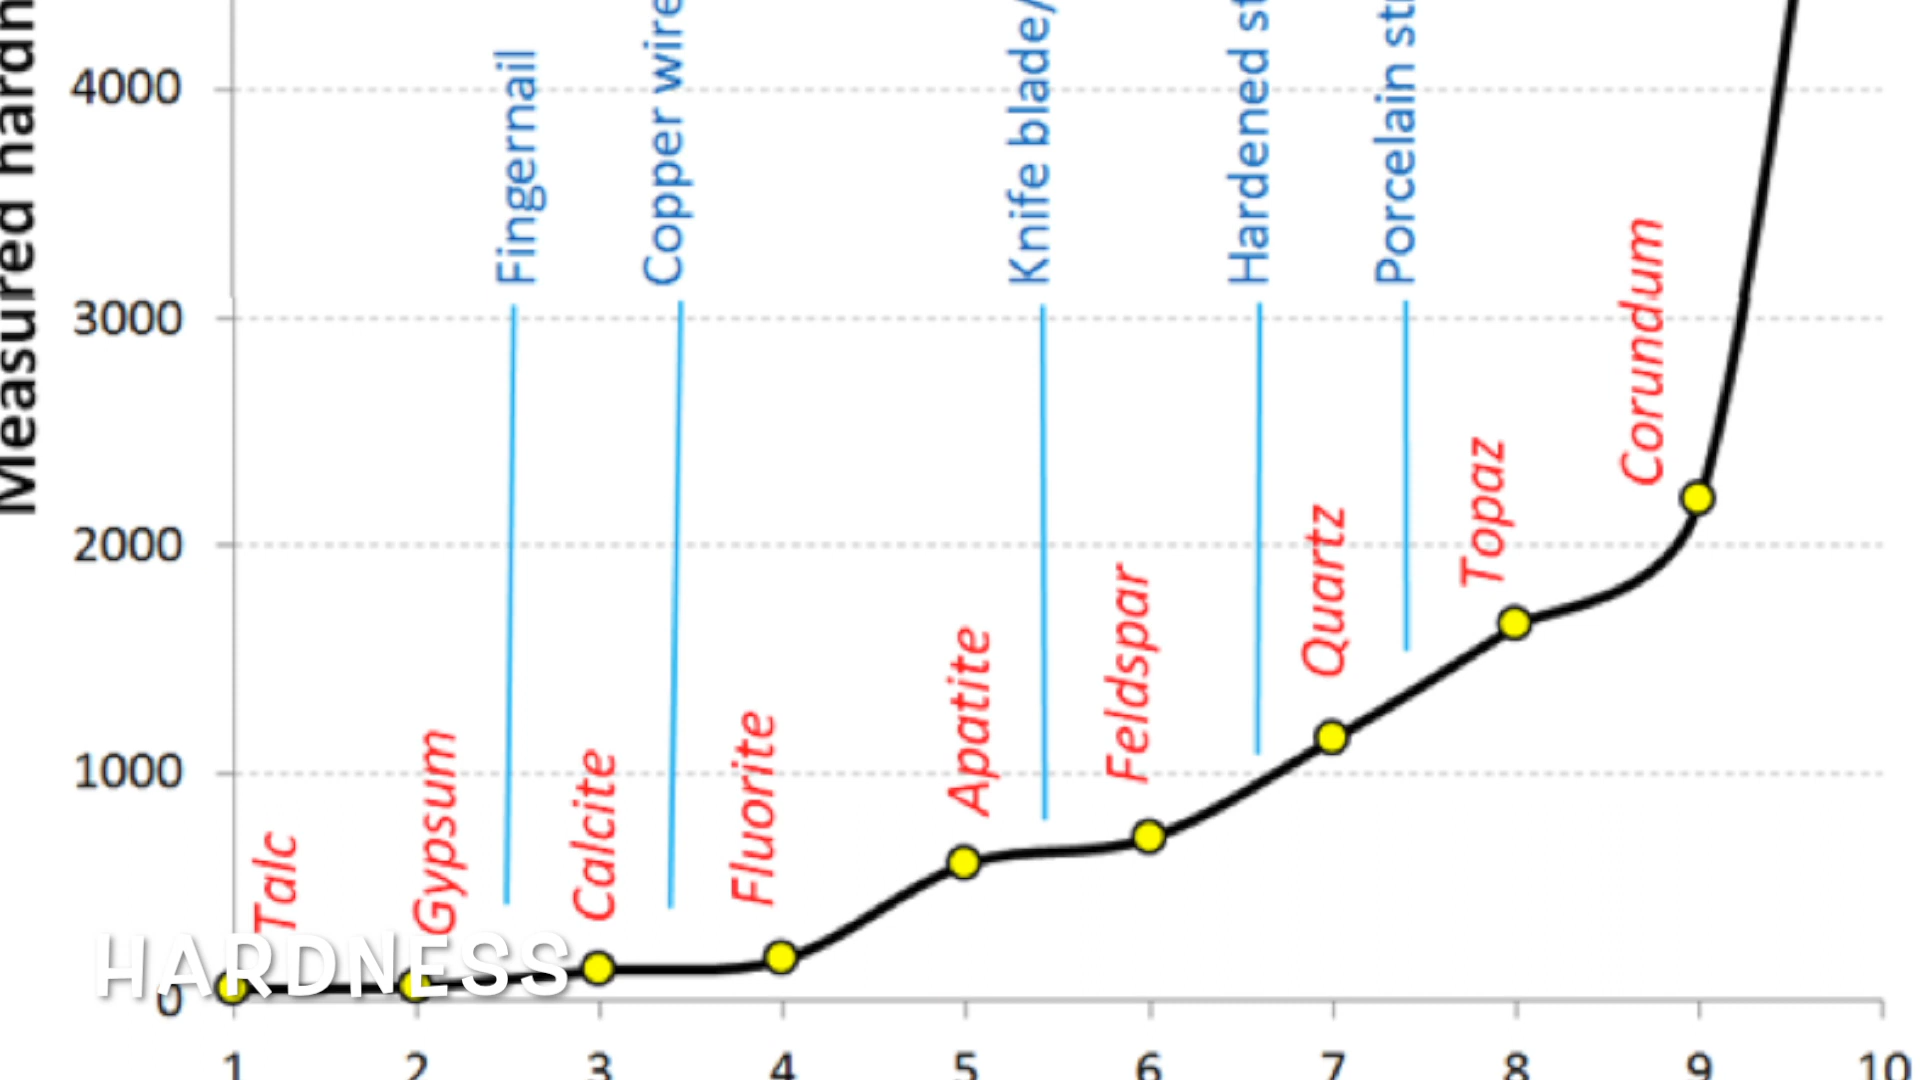 Measured hardn
4000
3000
2000
1000
0
Fingernail
Copper wire
Knife blade/
Hardened st
Porcelain str
Talc
Gypsum
Calcite
Fluorite
Apatite
Feldspar
Quartz
Topaz
Corundum
HARDNESS
1 2 3 4 5 6 7 8 9 10